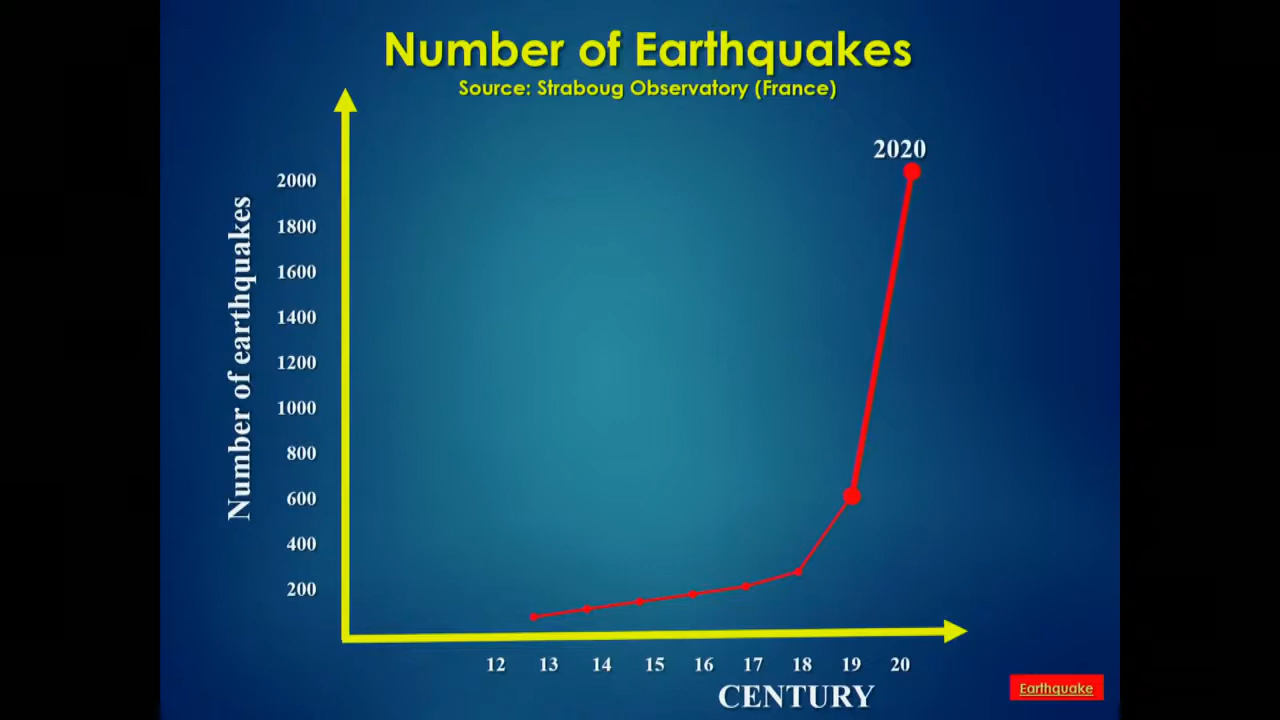 Number of Earthquakes
Source: Straboug Observatory (France)
2020
2000
1800
1600
1400
1200
1000
800
600
400
200
Number of earthquakes
12 13 14 15 16 17 18 19 20
CENTURY
Earthquake